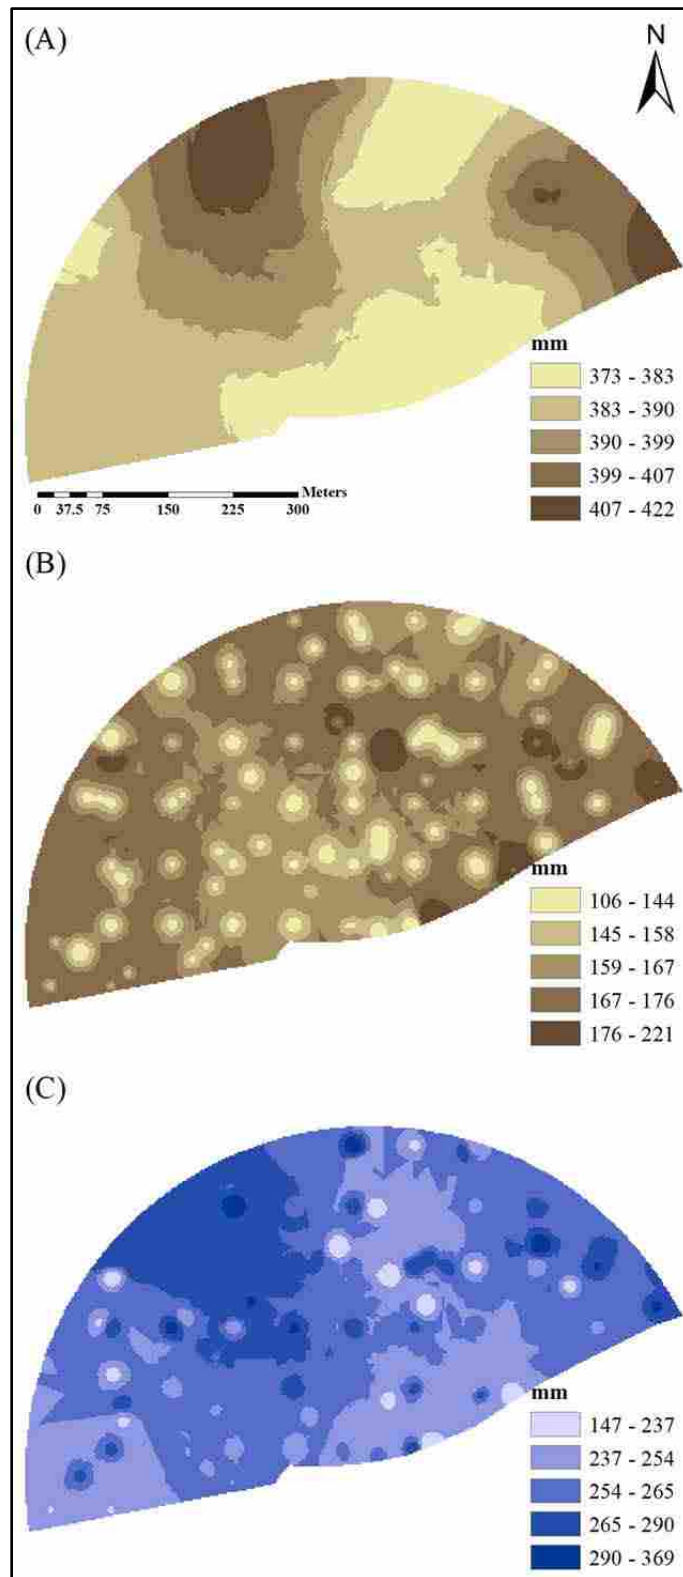 (A)
N
mm
373 - 383
383 - 390
390 - 399
399 - 407
407 - 422
Meters
0 37.5 75 150 225 300
(B)
mm
106 - 144
145 - 158
159 - 167
167 - 176
176 - 221
(C)
mm
147 - 237
237 - 254
254 - 265
265 - 290
290 - 369